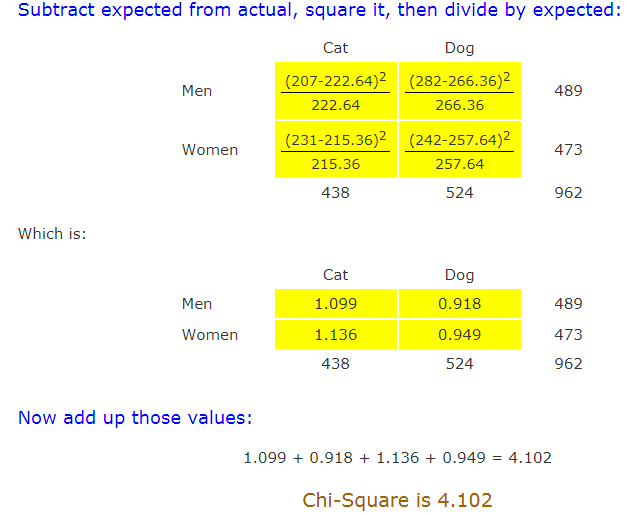 Subtract expected from actual, square it, then divide by expected:
Cat Dog
Men (207-222.64)²/222.64 (282-266.36)²/266.36 489
Women (231-215.36)²/215.36 (242-257.64)²/257.64 473
438 524 962
Which is:
Cat Dog
Men 1.099 0.918 489
Women 1.136 0.949 473
438 524 962
Now add up those values:
1.099 + 0.918 + 1.136 + 0.949 = 4.102
Chi-Square is 4.102